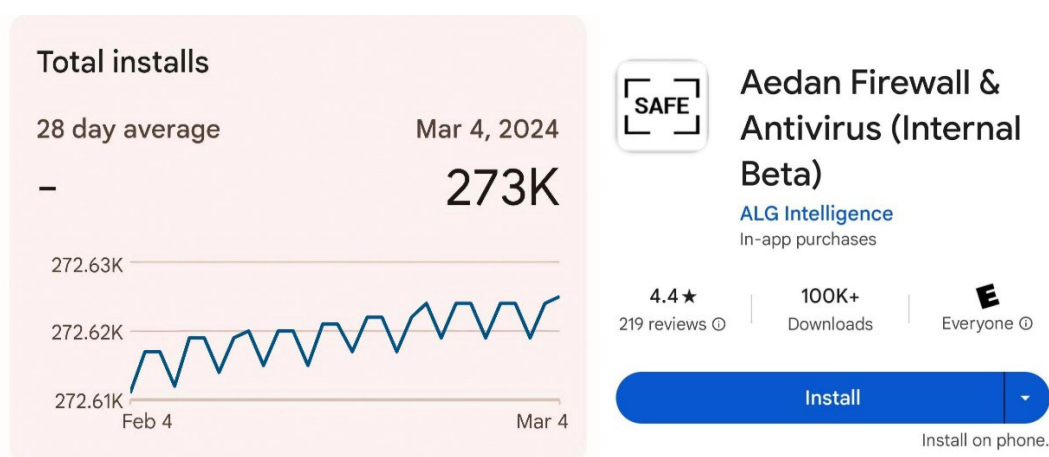 Total installs
28 day average
Mar 4, 2024
-
273K
272.63K
272.62K
272.61K
Feb 4
Mar 4
SAFE
Aedan Firewall &
Antivirus (Internal
Beta)
ALG Intelligence
In-app purchases
4.4★
219 reviews ⓘ
100K+
Downloads
E
Everyone ⓘ
Install
Install on phone.